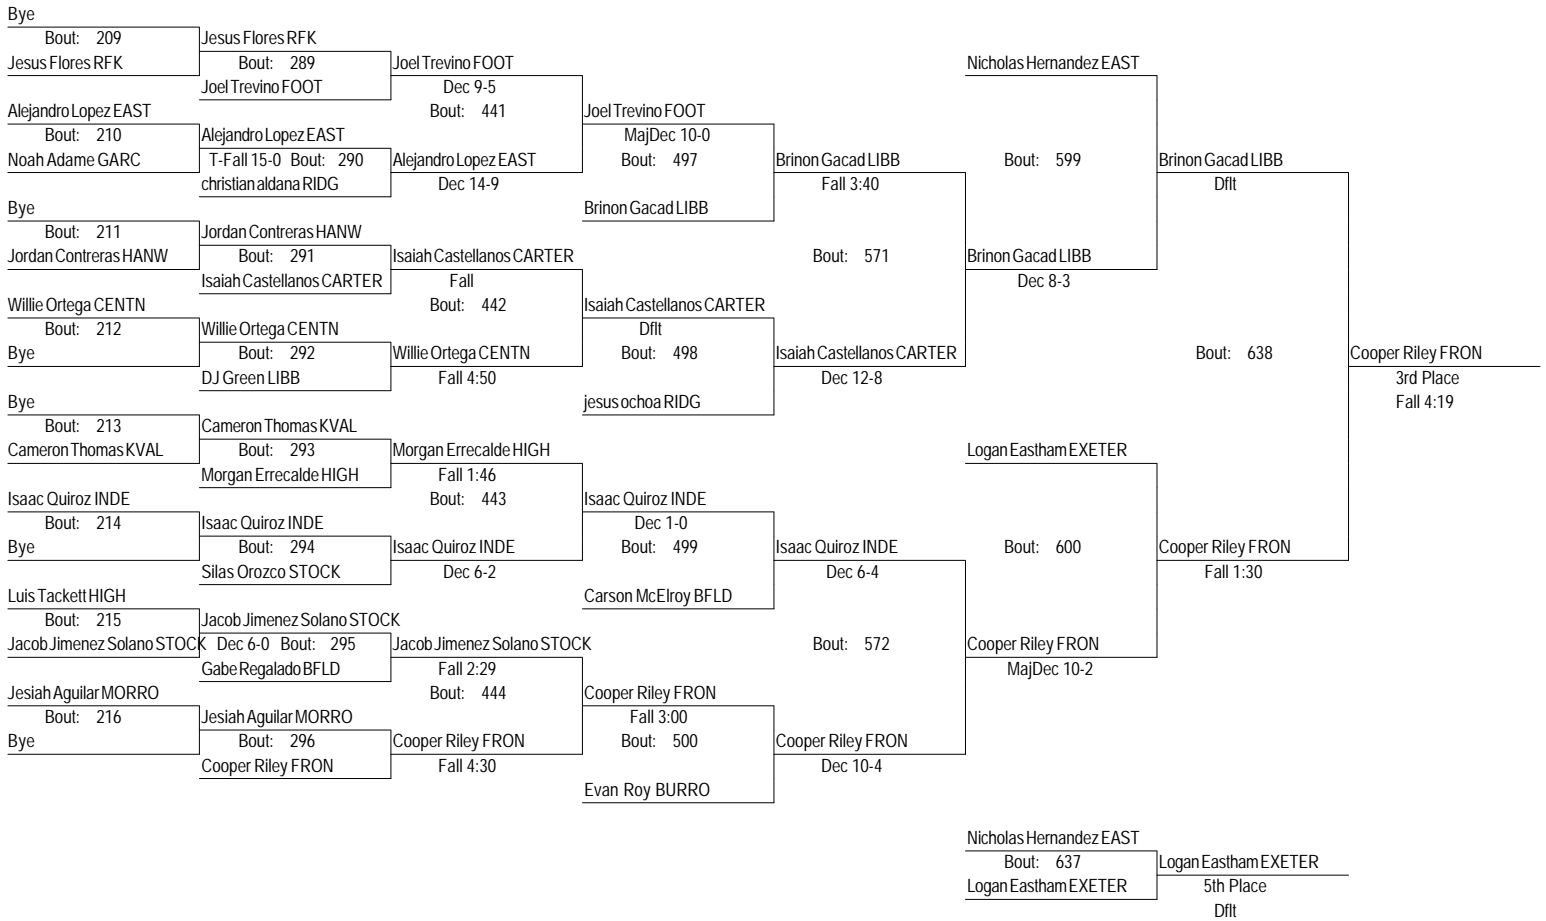 Bye
Bout: 209
Jesus Flores RFK
Jesus Flores RFK
Bout: 289
Joel Trevino FOOT
Joel Trevino FOOT
Dec 9-5
Bout: 441
Alejandro Lopez EAST
Bout: 210
Noah Adame GARC
Alejandro Lopez EAST
T-Fall 15-0 Bout: 290
christian aldana RIDG
Alejandro Lopez EAST
Dec 14-9
Joel Trevino FOOT
MajDec 10-0
Bout: 497
Brinon Gacad LIBB
Brinon Gacad LIBB
Fall 3:40
Bye
Bout: 211
Jordan Contreras HANW
Jordan Contreras HANW
Bout: 291
Isaiah Castellanos CARTER
Isaiah Castellanos CARTER
Fall
Bout: 442
Willie Ortega CENTN
Bout: 212
Bye
Willie Ortega CENTN
Bout: 292
DJ Green LIBB
Willie Ortega CENTN
Fall 4:50
Isaiah Castellanos CARTER
Dflt
Bout: 498
jesus ochoa RIDG
Isaiah Castellanos CARTER
Dec 12-8
Bout: 571
Brinon Gacad LIBB
Dec 8-3
Nicholas Hernandez EAST
Bout: 599
Brinon Gacad LIBB
Dflt
Bye
Bout: 213
Cameron Thomas KVAL
Cameron Thomas KVAL
Bout: 293
Morgan Errecalde HIGH
Morgan Errecalde HIGH
Fall 1:46
Bout: 443
Isaac Quiroz INDE
Bout: 214
Bye
Isaac Quiroz INDE
Bout: 294
Silas Orozco STOCK
Isaac Quiroz INDE
Dec 6-2
Isaac Quiroz INDE
Dec 1-0
Bout: 499
Carson McElroy BFLD
Isaac Quiroz INDE
Dec 6-4
Luis Tackett HIGH
Bout: 215
Jacob Jimenez Solano STOCK
Jacob Jimenez Solano STOCK
Dec 6-0 Bout: 295
Gabe Regalado BFLD
Jacob Jimenez Solano STOCK
Fall 2:29
Bout: 444
Jesiah Aguilar MORRO
Bout: 216
Bye
Jesiah Aguilar MORRO
Bout: 296
Cooper Riley FRON
Cooper Riley FRON
Fall 4:30
Cooper Riley FRON
Fall 3:00
Bout: 500
Evan Roy BURRO
Cooper Riley FRON
Dec 10-4
Bout: 572
Cooper Riley FRON
MajDec 10-2
Logan Eastham EXETER
Bout: 600
Cooper Riley FRON
Fall 1:30
Bout: 638
Cooper Riley FRON
3rd Place
Fall 4:19
Nicholas Hernandez EAST
Bout: 637
Logan Eastham EXETER
Logan Eastham EXETER
5th Place
Dflt